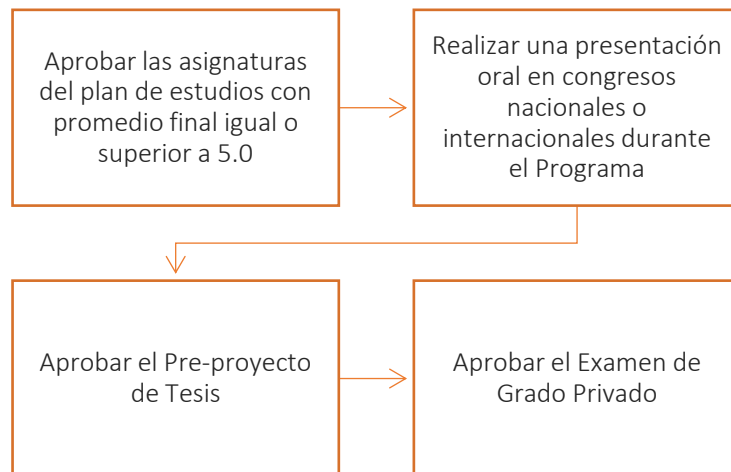 Aprobar las asignaturas
del plan de estudios con
promedio final igual o
superior a 5.0
Realizar una presentación
oral en congresos
nacionales o
internacionales durante
el Programa
Aprobar el Pre-proyecto
de Tesis
Aprobar el Examen de
Grado Privado